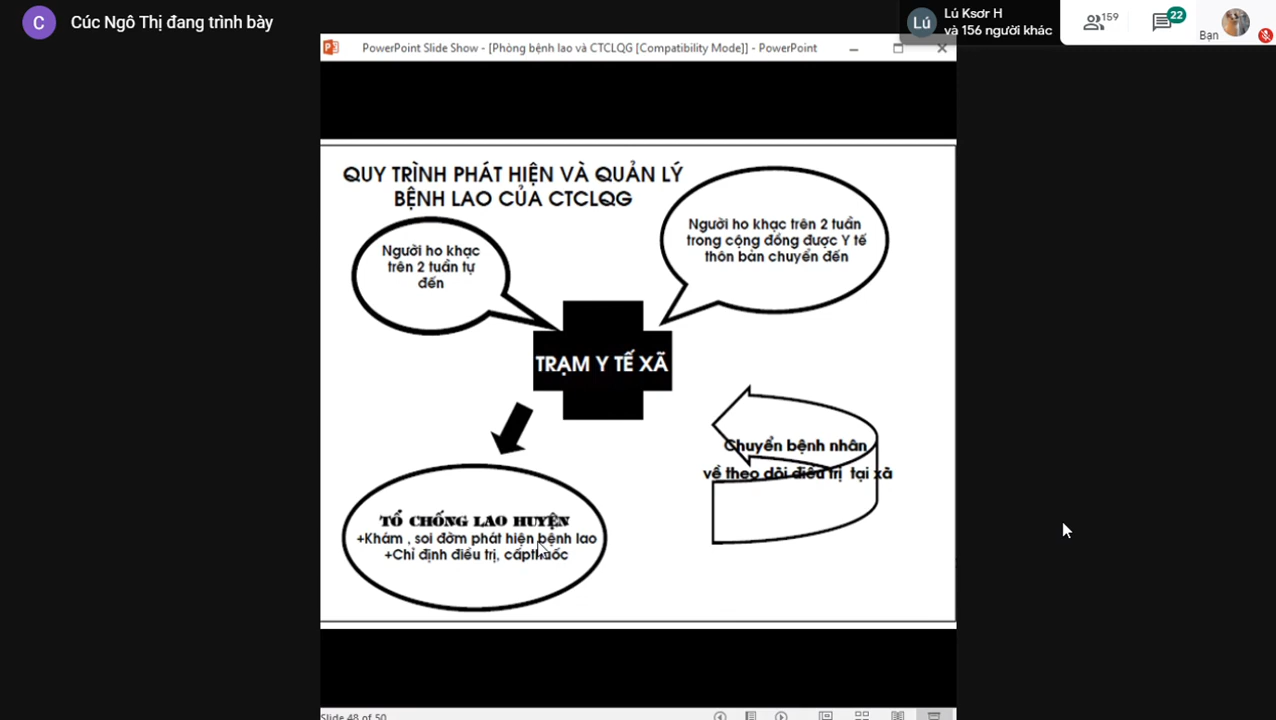 C
Cúc Ngô Thị đang trình bày
Lú
Lú Ksơr H
và 156 người khác
159
22
Bạn
PowerPoint Slide Show - [Phòng bệnh lao và CTCLQG [Compatibility Mode]] - PowerPoint
QUY TRÌNH PHÁT HIỆN VÀ QUẢN LÝ
BỆNH LAO CỦA CTCLQG
Người ho khạc
trên 2 tuần tự
đến
Người ho khạc trên 2 tuần
trong cộng đồng được Y tế
thôn bản chuyển đến
TRẠM Y TẾ XÃ
Chuyển bệnh nhân
về theo dõi điều trị tại xã
TỔ CHỐNG LAO HUYỆN
+Khám , soi đờm phát hiện bệnh lao
+Chỉ định điều trị, cấpthuốc
Slide 48 of 50